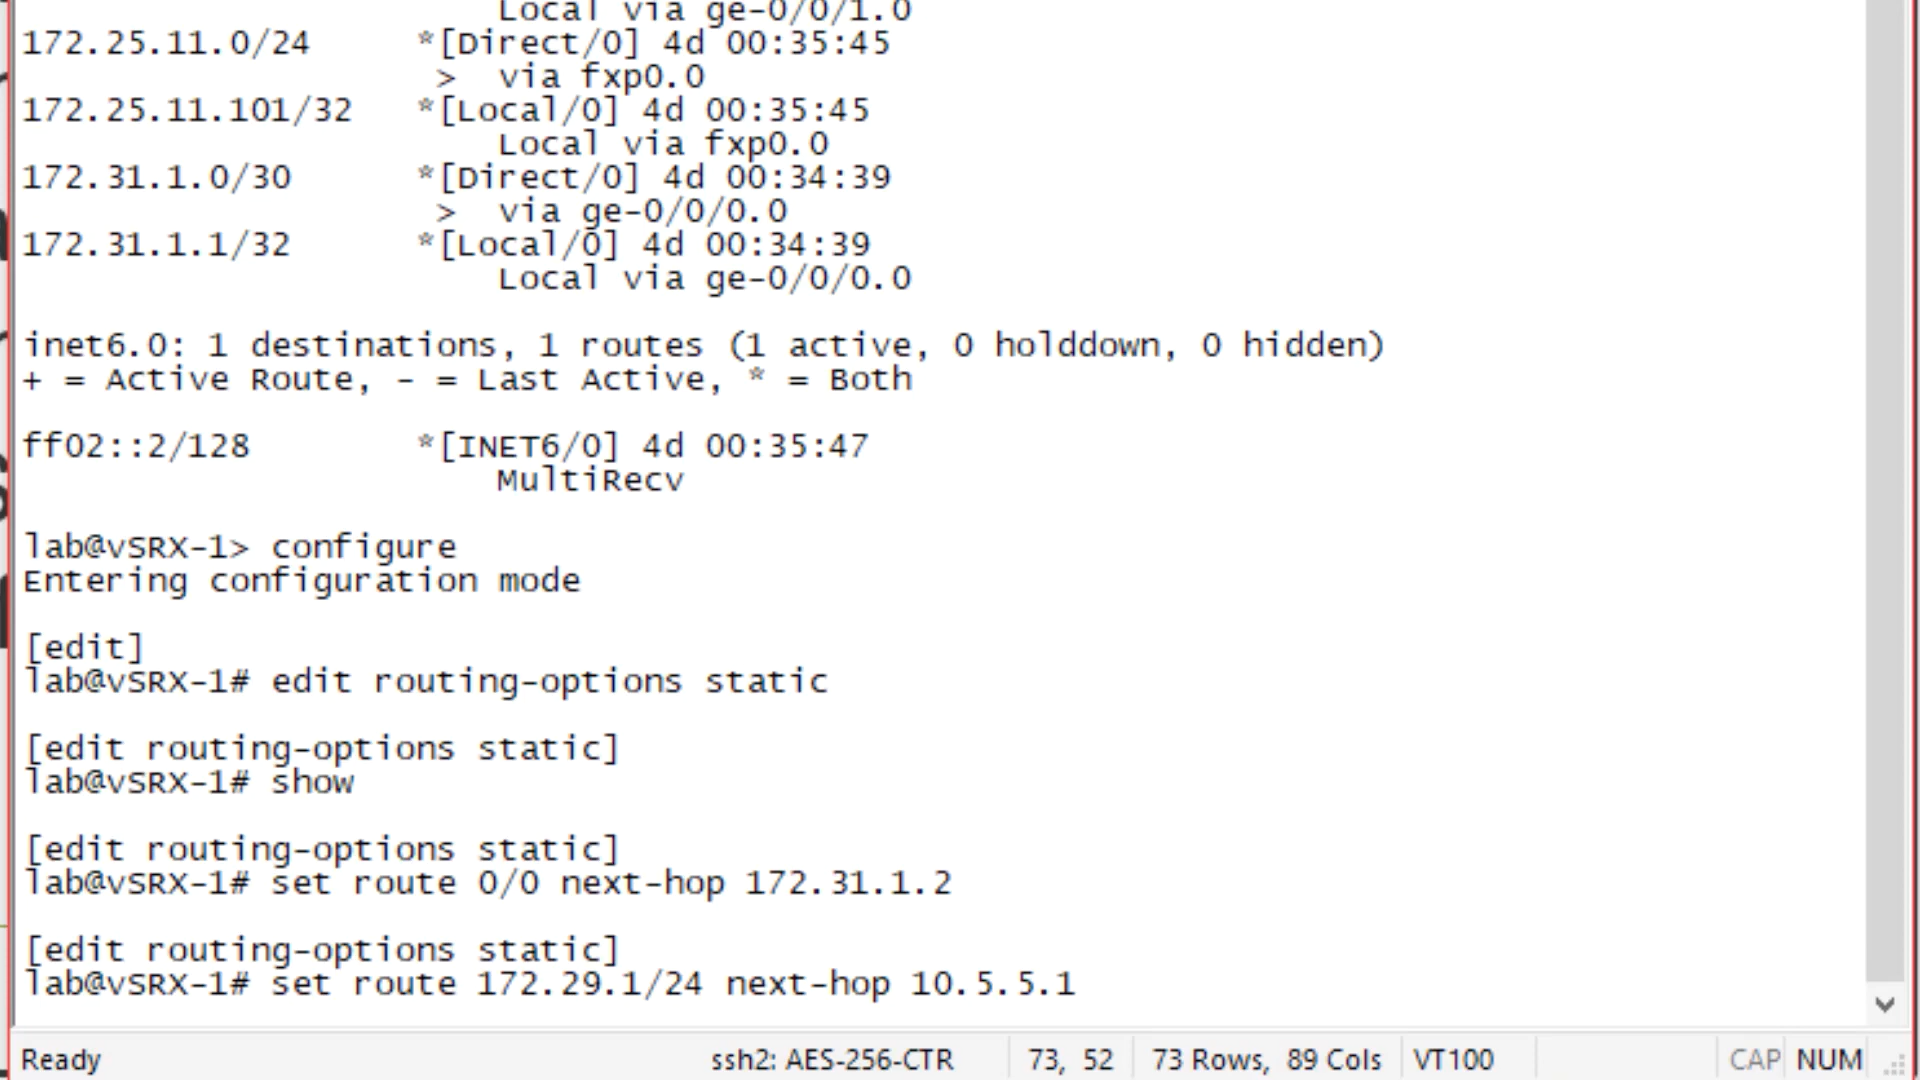 Local via ge-0/0/1.0
172.25.11.0/24 *[Direct/0] 4d 00:35:45
> via fxp0.0
172.25.11.101/32 *[Local/0] 4d 00:35:45
Local via fxp0.0
172.31.1.0/30 *[Direct/0] 4d 00:34:39
> via ge-0/0/0.0
172.31.1.1/32 *[Local/0] 4d 00:34:39
Local via ge-0/0/0.0
inet6.0: 1 destinations, 1 routes (1 active, 0 holddown, 0 hidden)
+ = Active Route, - = Last Active, * = Both
ff02::2/128 *[INET6/0] 4d 00:35:47
MultiRecv
lab@vSRX-1> configure
Entering configuration mode
[edit]
lab@vSRX-1# edit routing-options static
[edit routing-options static]
lab@vSRX-1# show
[edit routing-options static]
lab@vSRX-1# set route 0/0 next-hop 172.31.1.2
[edit routing-options static]
lab@vSRX-1# set route 172.29.1/24 next-hop 10.5.5.1
Ready ssh2: AES-256-CTR 73, 52 73 Rows, 89 Cols VT100 CAP NUM